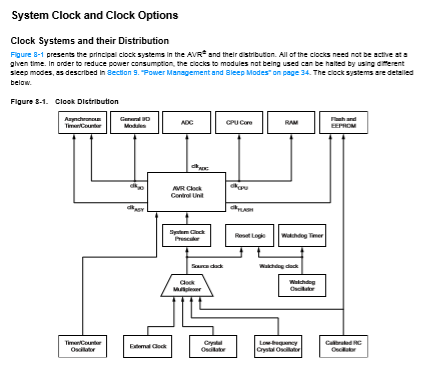 System Clock and Clock Options
Clock Systems and their Distribution
Figure 8-1 presents the principal clock systems in the AVR® and their distribution. All of the clocks need not be active at a
given time. In order to reduce power consumption, the clocks to modules not being used can be halted by using different
sleep modes, as described in Section 9. "Power Management and Sleep Modes" on page 34. The clock systems are detailed
below.
Figure 8-1. Clock Distribution
Asynchronous
Timer/Counter
General I/O
Modules
ADC
CPU Core
RAM
Flash and
EEPROM
clkADC
clkI/O
AVR Clock
Control Unit
clkCPU
clkASY
clkFLASH
System Clock
Prescaler
Reset Logic
Watchdog Timer
Source clock
Watchdog clock
Clock
Multiplexer
Watchdog
Oscillator
Timer/Counter
Oscillator
External Clock
Crystal
Oscillator
Low-frequency
Crystal Oscillator
Calibrated RC
Oscillator